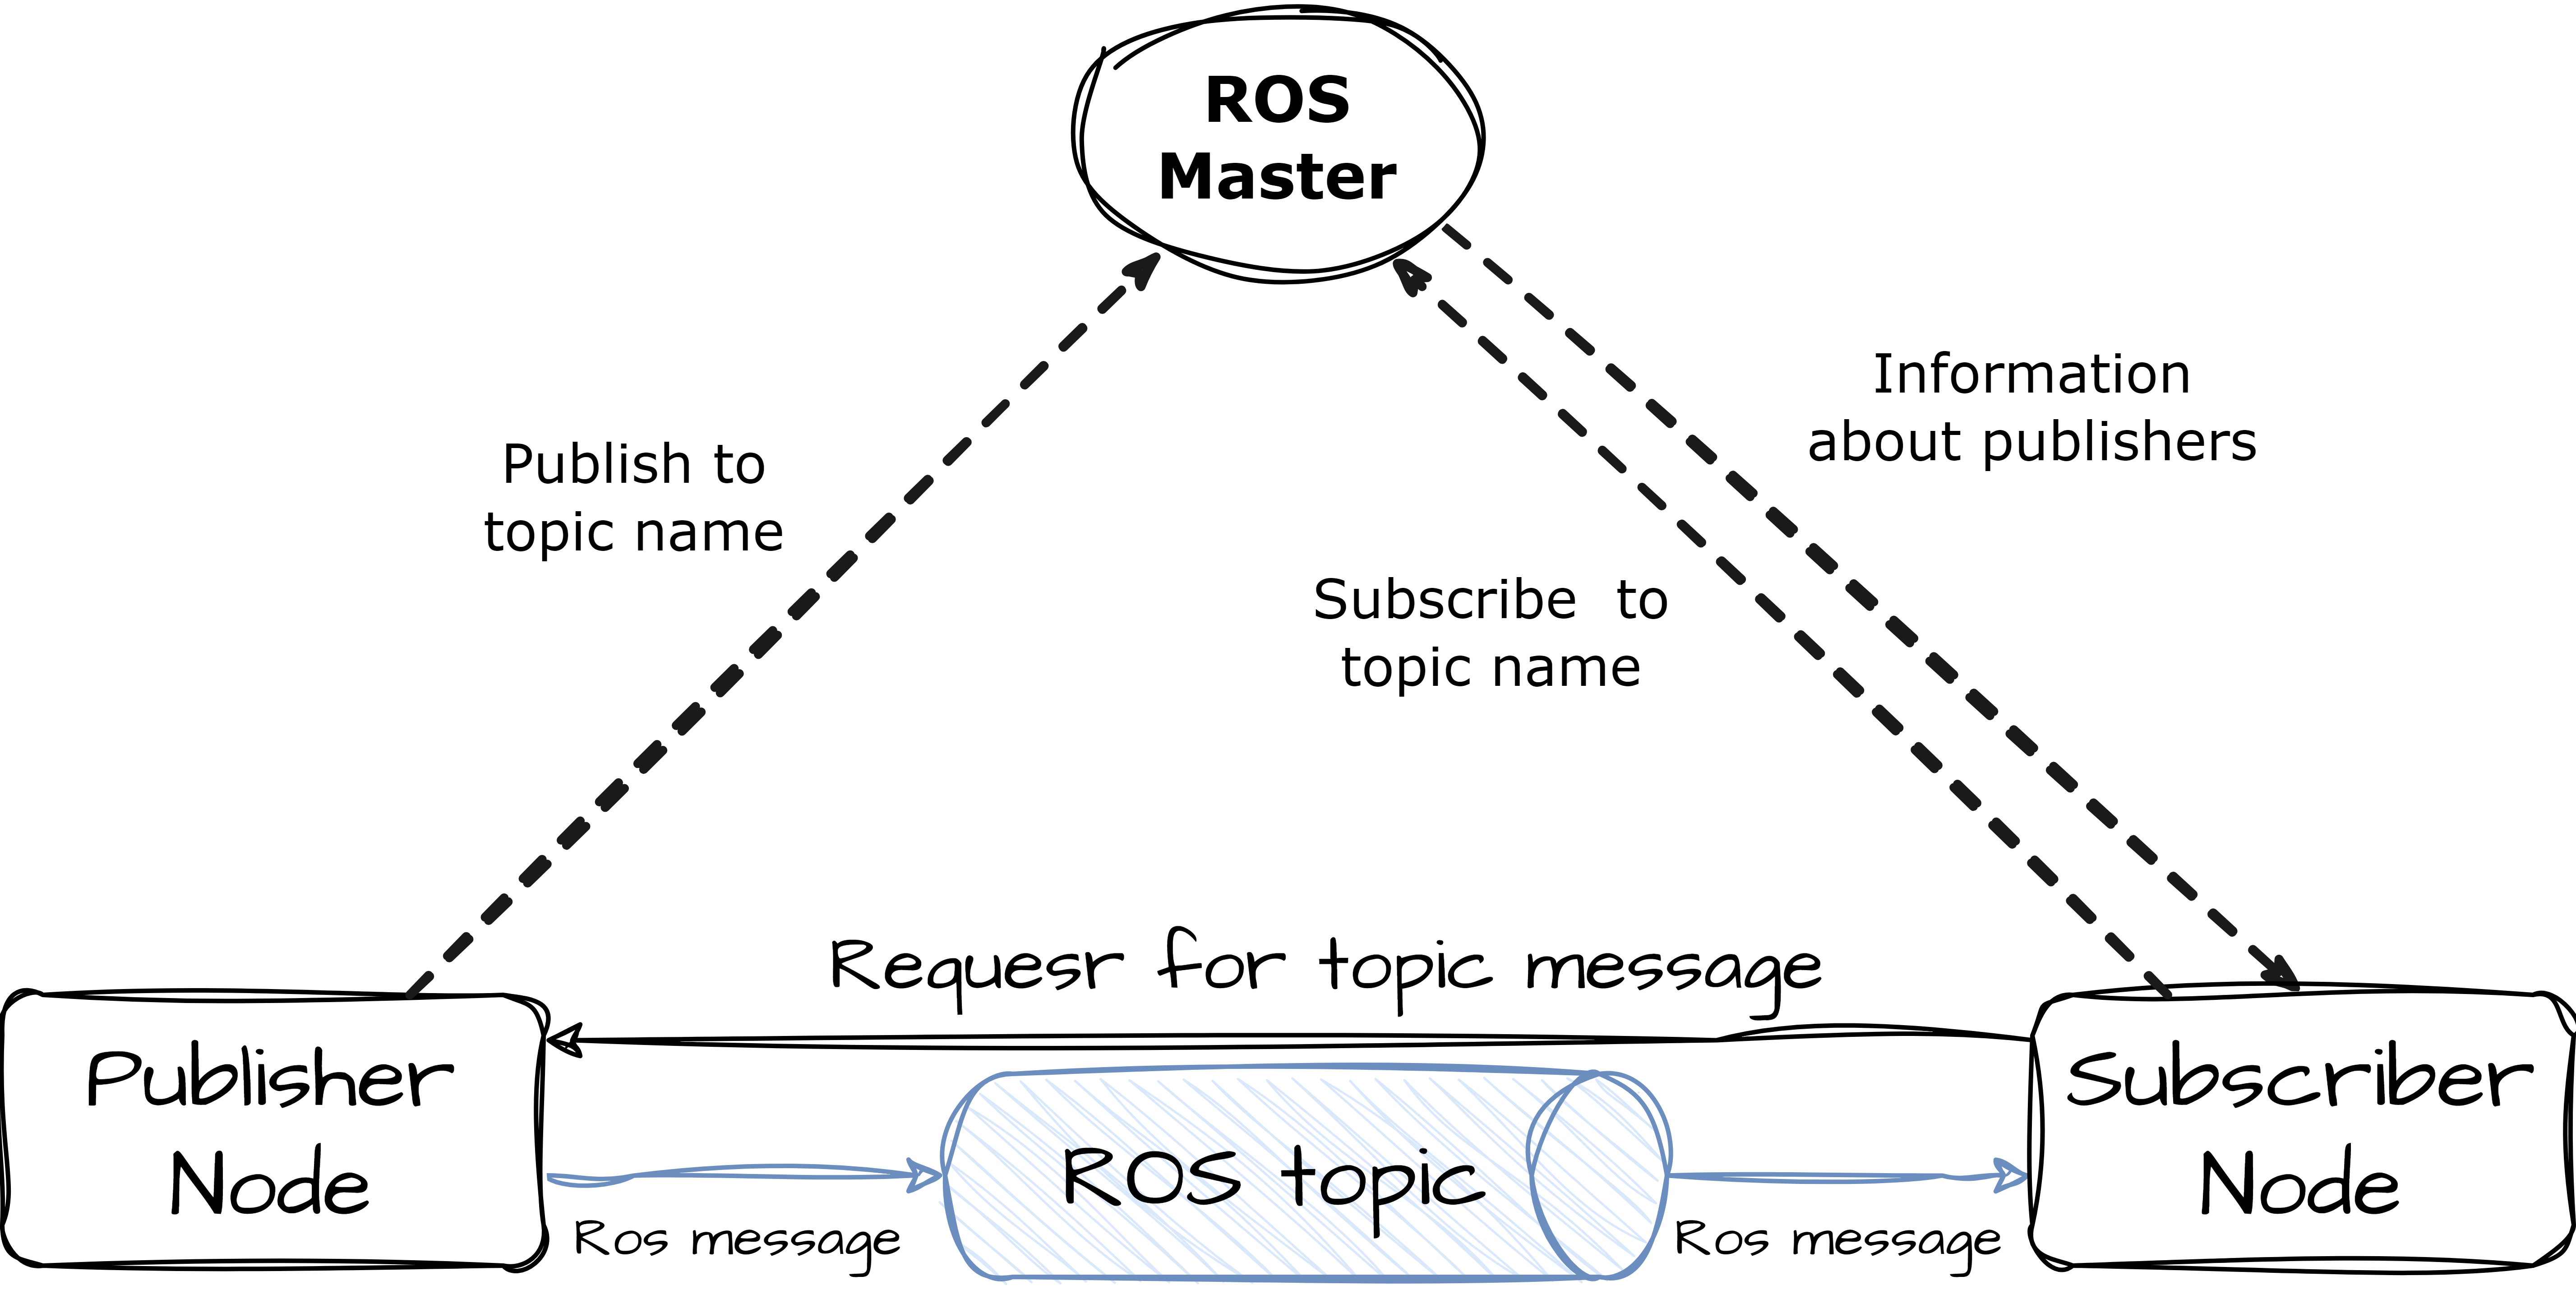 ROS
Master
Information
about publishers
Publish to
topic name
Subscribe  to
topic name
Requesr for topic message
Publisher
Node
ROS topic
Subscriber
Node
Ros message
Ros message